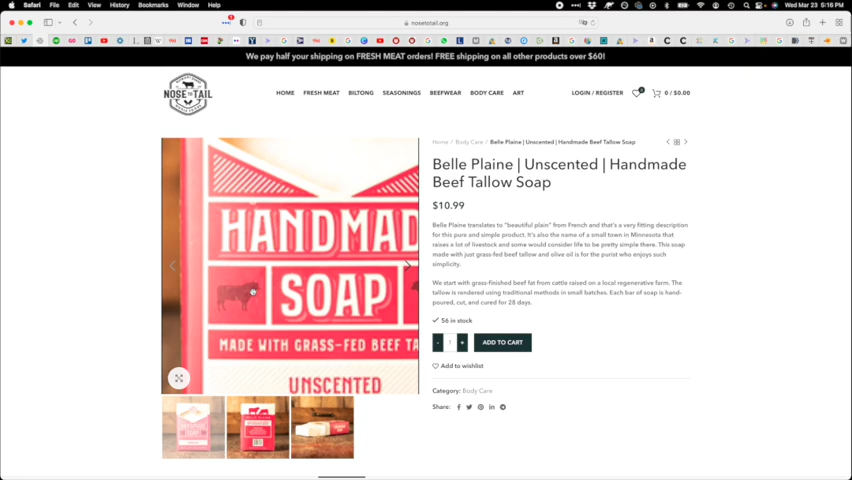 Safari File Edit View History Bookmarks Window Help
Wed Mar 23 5:16 PM
nosetotail.org
We pay half your shipping on FRESH MEAT orders! FREE shipping on all other products over $60!
NOSE TO TAIL
HOME FRESH MEAT BILTONG SEASONINGS BEEFWEAR BODY CARE ART
LOGIN / REGISTER 0 0 / $0.00
Home / Body Care / Belle Plaine | Unscented | Handmade Beef Tallow Soap
Belle Plaine | Unscented | Handmade
Beef Tallow Soap
$10.99
Belle Plaine translates to "beautiful plain" from French and that's a very fitting description
for this pure and simple product. It's also the name of a small town in Minnesota that
raises a lot of livestock and some would consider life to be pretty simple there. This soap
made with just grass-fed beef tallow and olive oil is for the purist who enjoys such
simplicity.
We start with grass-finished beef fat from cattle raised on a local regenerative farm. The
tallow is rendered using traditional methods in small batches. Each bar of soap is hand-
poured, cut, and cured for 28 days.
56 in stock
- 1 + ADD TO CART
Add to wishlist
Category: Body Care
Share:
HANDMAD
SOAP
MADE WITH GRASS-FED BEEF TA
UNSCENTED